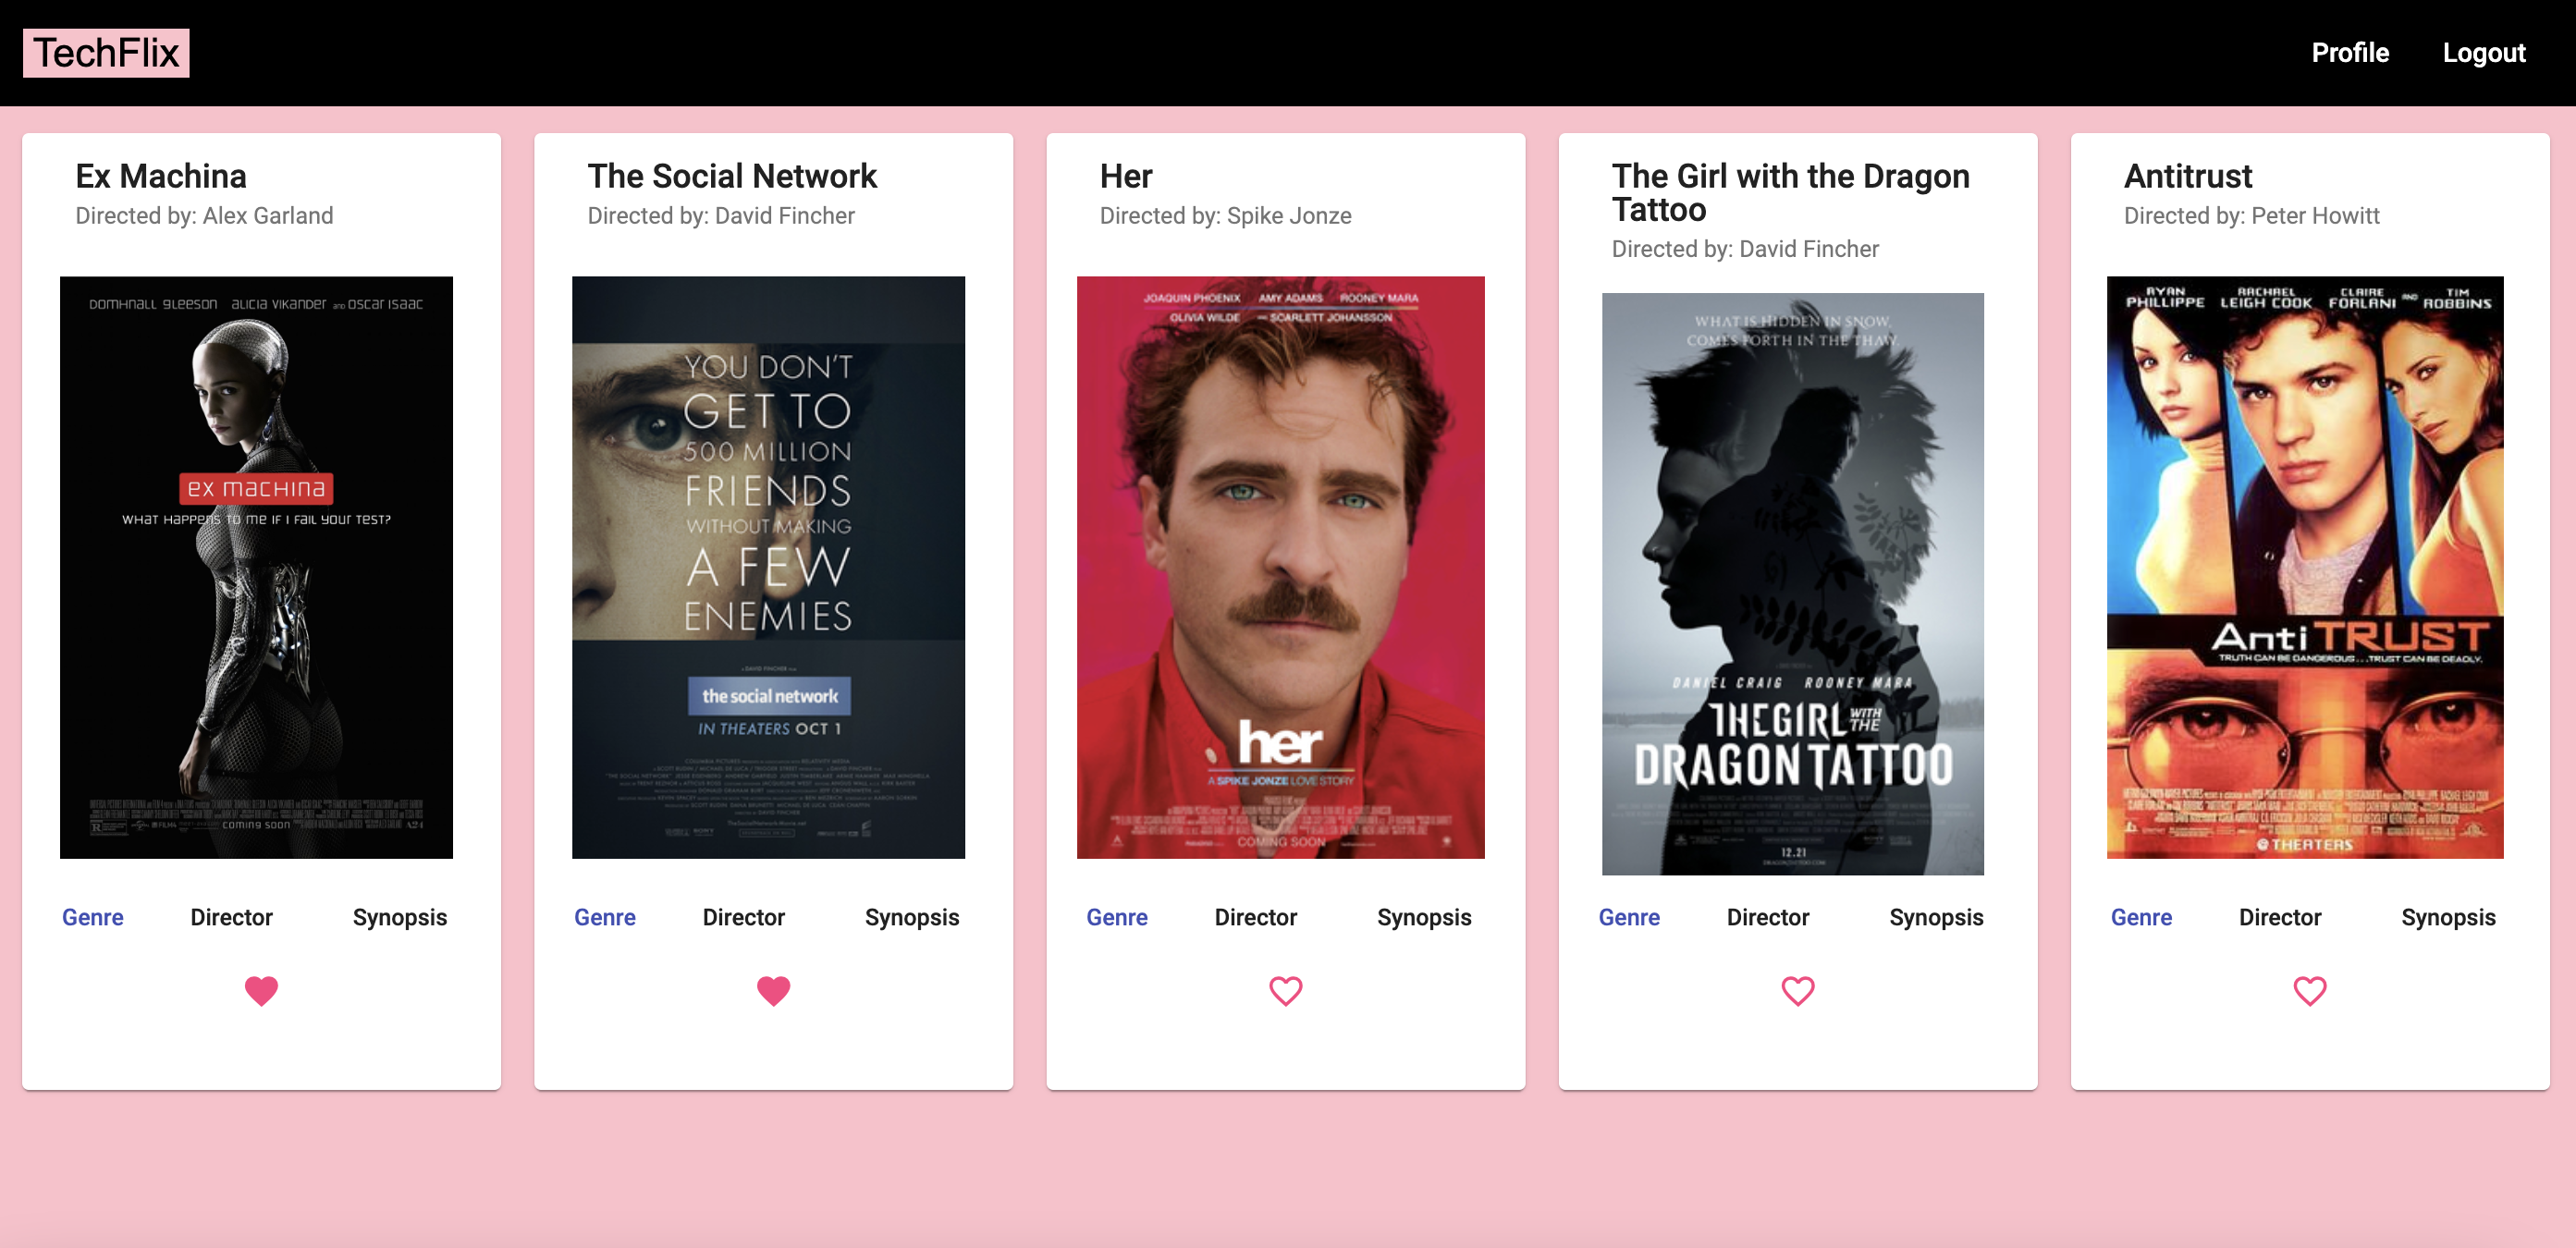 TechFlix
Profile Logout
Ex Machina
Directed by: Alex Garland
DOMHNALL GLEESON ALICIA VIKANDER AND OSCAR ISAAC
ex machina
WHAT HAPPENS TO ME IF I FAIL YOUR TEST?
coming soon
Genre Director Synopsis
The Social Network
Directed by: David Fincher
YOU DON'T
GET TO
500 MILLION
FRIENDS
WITHOUT MAKING
A FEW
ENEMIES
A DAVID FINCHER FILM
the social network
IN THEATERS OCT 1
Genre Director Synopsis
Her
Directed by: Spike Jonze
JOAQUIN PHOENIX AMY ADAMS ROONEY MARA
OLIVIA WILDE AND SCARLETT JOHANSSON
her
A SPIKE JONZE LOVE STORY
COMING SOON
Genre Director Synopsis
The Girl with the Dragon
Tattoo
Directed by: David Fincher
WHAT IS HIDDEN IN SNOW,
COMES FORTH IN THE THAW.
DANIEL CRAIG ROONEY MARA
THE GIRL WITH THE
DRAGON TATTOO
12.21
Genre Director Synopsis
Antitrust
Directed by: Peter Howitt
RYAN PHILLIPPE RACHAEL LEIGH COOK CLAIRE FORLANI AND TIM ROBBINS
AntiTRUST
TRUTH CAN BE DANGEROUS...TRUST CAN BE DEADLY.
@ THEATERS
Genre Director Synopsis